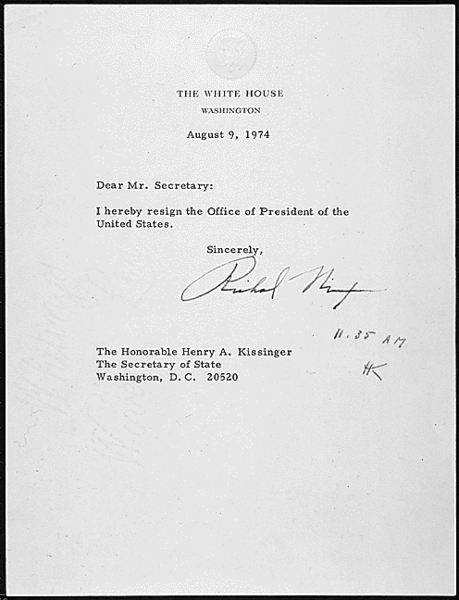 THE WHITE HOUSE
WASHINGTON
August 9, 1974
Dear Mr. Secretary:
I hereby resign the Office of President of the
United States.
Sincerely,
Richard Nixon
11.35 AM
HK
The Honorable Henry A. Kissinger
The Secretary of State
Washington, D. C. 20520